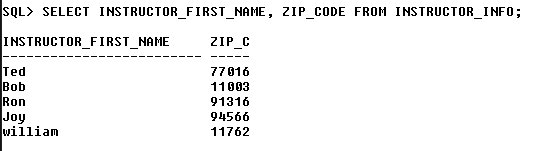 SQL> SELECT INSTRUCTOR_FIRST_NAME, ZIP_CODE FROM INSTRUCTOR_INFO;
INSTRUCTOR_FIRST_NAME ZIP_C
------------------------- -----
Ted 77016
Bob 11003
Ron 91316
Joy 94566
william 11762